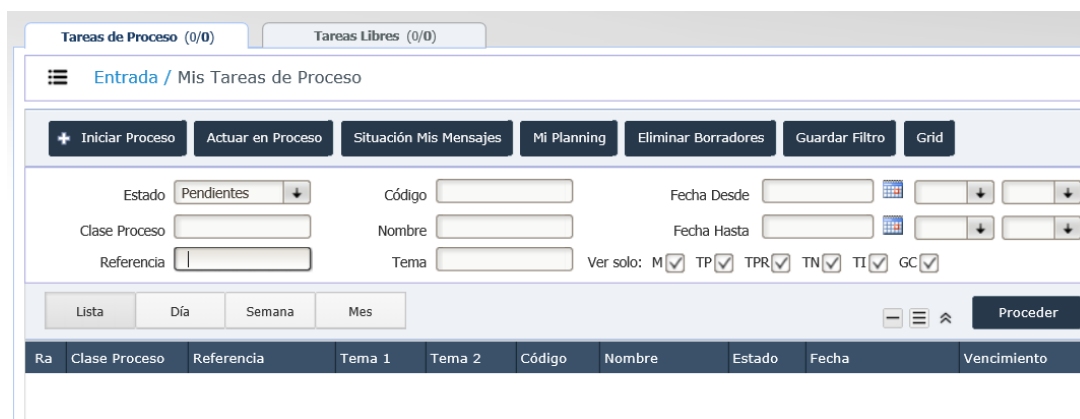 Tareas de Proceso (0/0) Tareas Libres (0/0)
Entrada / Mis Tareas de Proceso
Iniciar Proceso Actuar en Proceso Situación Mis Mensajes Mi Planning Eliminar Borradores Guardar Filtro Grid
Estado Pendientes Código Fecha Desde
Clase Proceso Nombre Fecha Hasta
Referencia Tema Ver solo: M TP TPR TN TI GC
Lista Día Semana Mes Proceder
Ra Clase Proceso Referencia Tema 1 Tema 2 Código Nombre Estado Fecha Vencimiento